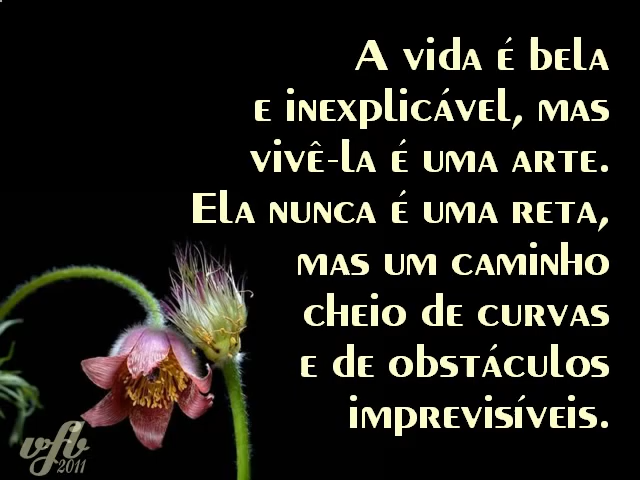 A vida é bela
e inexplicável, mas
vivê-la é uma arte.
Ela nunca é uma reta,
mas um caminho
cheio de curvas
e de obstáculos
imprevisíveis.
vfv
2011